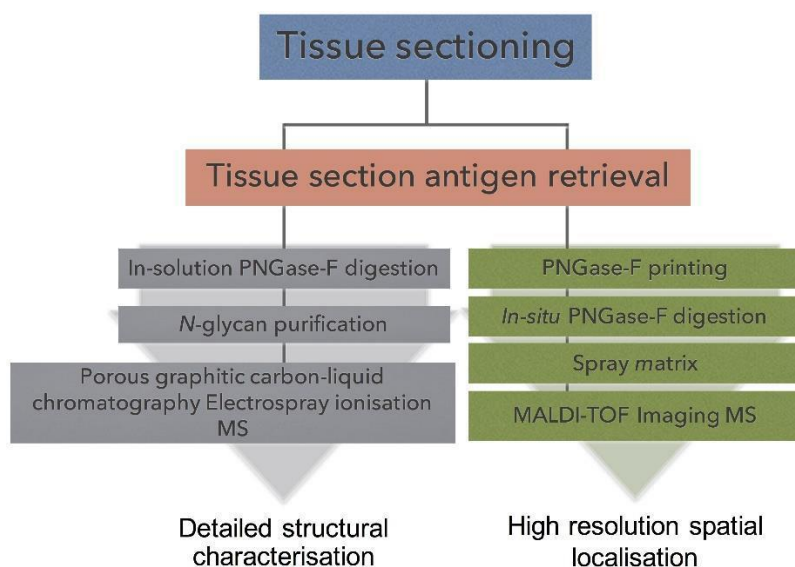 Tissue sectioning
Tissue section antigen retrieval
In-solution PNGase-F digestion
N-glycan purification
Porous graphitic carbon-liquid
chromatography Electrospray ionisation
MS
Detailed structural
characterisation
PNGase-F printing
In-situ PNGase-F digestion
Spray matrix
MALDI-TOF Imaging MS
High resolution spatial
localisation